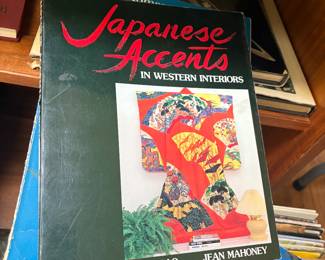 Japanese
Accents
IN WESTERN INTERIORS
JEAN MAHONEY